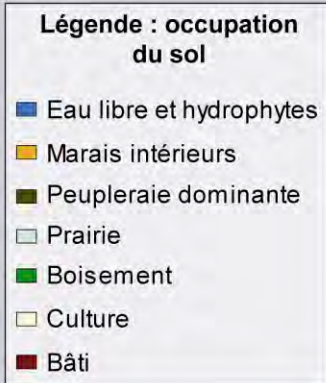 Légende : occupation
du sol
Eau libre et hydrophytes
Marais intérieurs
Peupleraie dominante
Prairie
Boisement
Culture
Bâti